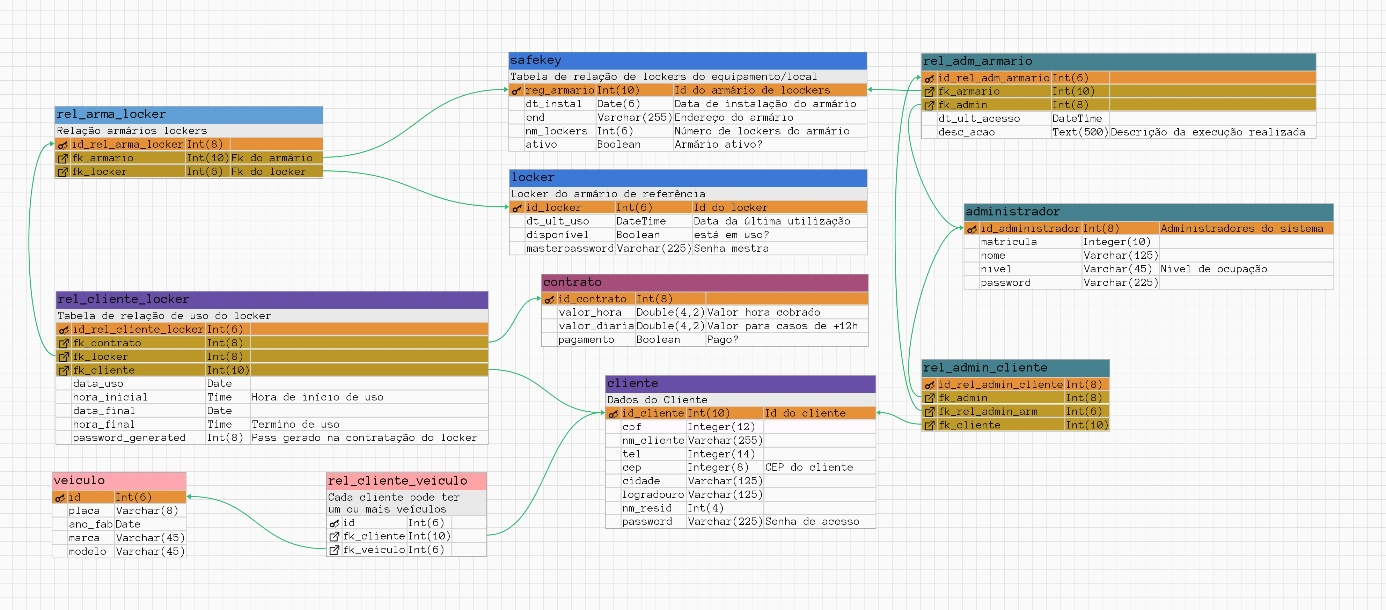 rel_arma_locker
Relação armários lockers
id_rel_arma_locker Int(8)
fk_armario Int(10) Fk do armário
fk_locker Int(6) Fk do locker
safekey
Tabela de relação de lockers do equipamento/local
reg_armario Int(10) Id do armário de loockers
dt_instal Date(6) Data de instalação do armário
end Varchar(255) Endereço do armário
nm_lockers Int(6) Número de lockers do armário
ativo Boolean Armário ativo?
locker
Locker do armário de referência
id_locker Int(6) Id do locker
dt_ult_uso DateTime Data da última utilização
disponivel Boolean está em uso?
masterpassword Varchar(225) Senha mestra
rel_adm_armario
id_rel_adm_armario Int(6)
fk_armario Int(10)
fk_admin Int(8)
dt_ult_acesso DateTime
desc_acao Text(500) Descrição da execução realizada
administrador
id_administrador Int(8) Administradores do sistema
matricula Integer(10)
nome Varchar(125)
nivel Varchar(45) Nivel de ocupação
password Varchar(225)
rel_cliente_locker
Tabela de relação de uso do locker
id_rel_cliente_locker Int(6)
fk_contrato Int(8)
fk_locker Int(8)
fk_cliente Int(10)
data_uso Date
hora_inicial Time Hora de início de uso
data_final Date
hora_final Time Termino de uso
password_generated Int(8) Pass gerado na contratação do locker
contrato
id_contrato Int(8)
valor_hora Double(4,2) Valor hora cobrado
valor_diaria Double(4,2) Valor para casos de +12h
pagamento Boolean Pago?
cliente
Dados do Cliente
id_cliente Int(10) Id do cliente
cpf Integer(12)
nm_cliente Varchar(255)
tel Integer(14)
cep Integer(8) CEP do cliente
cidade Varchar(125)
logradouro Varchar(125)
nm_resid Int(4)
password Varchar(225) Senha de acesso
rel_admin_cliente
id_rel_admin_cliente Int(8)
fk_admin Int(8)
fk_rel_admin_arm Int(6)
fk_cliente Int(10)
veiculo
id Int(6)
placa Varchar(8)
ano_fab Date
marca Varchar(45)
modelo Varchar(45)
rel_cliente_veiculo
Cada cliente pode ter
um ou mais veículos
id Int(6)
fk_cliente Int(10)
fk_veiculo Int(6)